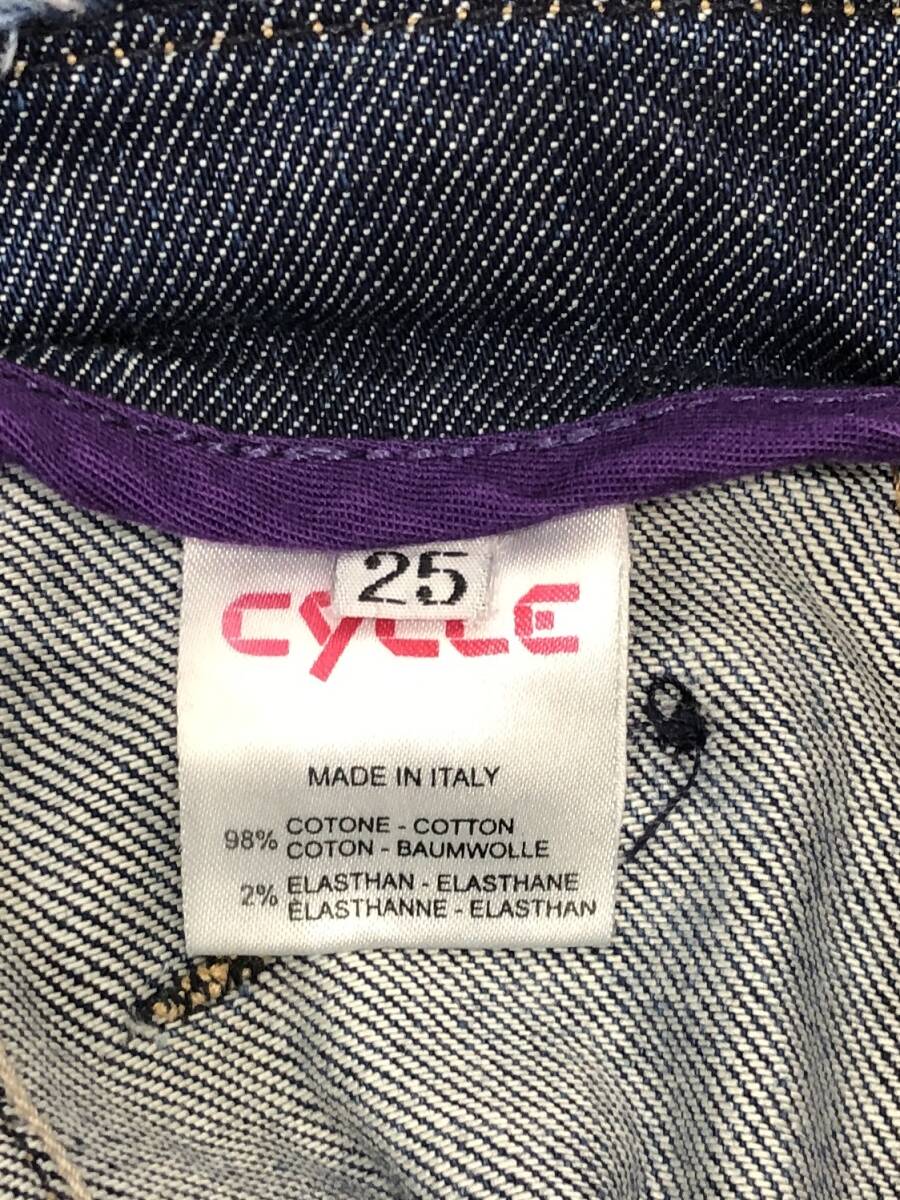 25
CYCLE
MADE IN ITALY
98% COTONE - COTTON
COTON - BAUMWOLLE
2% ELASTHAN - ELASTHANE
ÉLASTHANNE - ELASTHAN